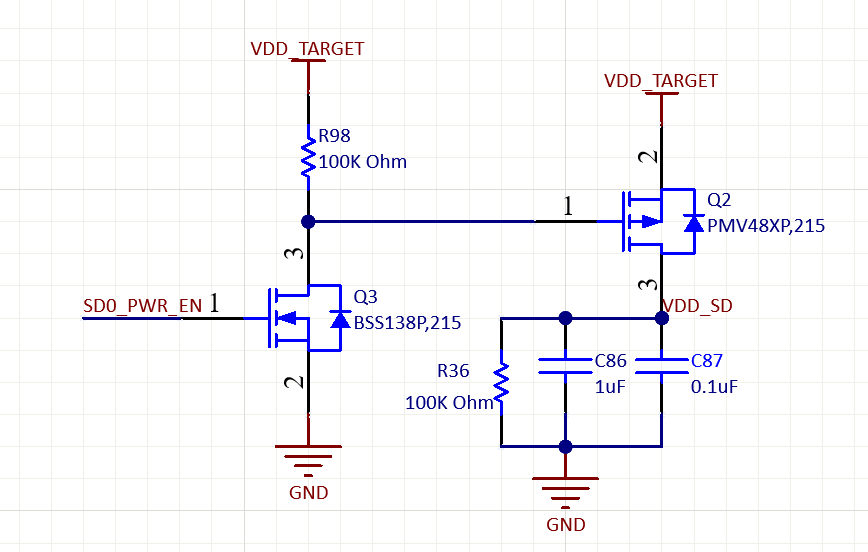 VDD_TARGET
VDD_TARGET
R98
100K Ohm
2
1
Q2
PMV48XP,215
3
3
SD0_PWR_EN
1
Q3
BSS138P,215
VDD_SD
2
R36
100K Ohm
C86
1uF
C87
0.1uF
GND
GND